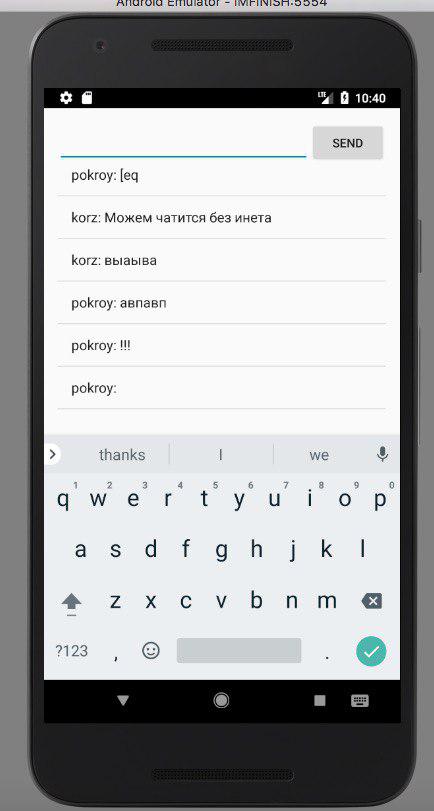 Android Emulator - IMFINISH:5554
LTE 10:40
SEND
pokroy: [eq
korz: Можем чатится без инета
korz: выаыва
pokroy: авпавп
pokroy: !!!
pokroy:
thanks I we
1 2 3 4 5 6 7 8 9 0
q w e r t y u i o p
a s d f g h j k l
z x c v b n m
?123 , .